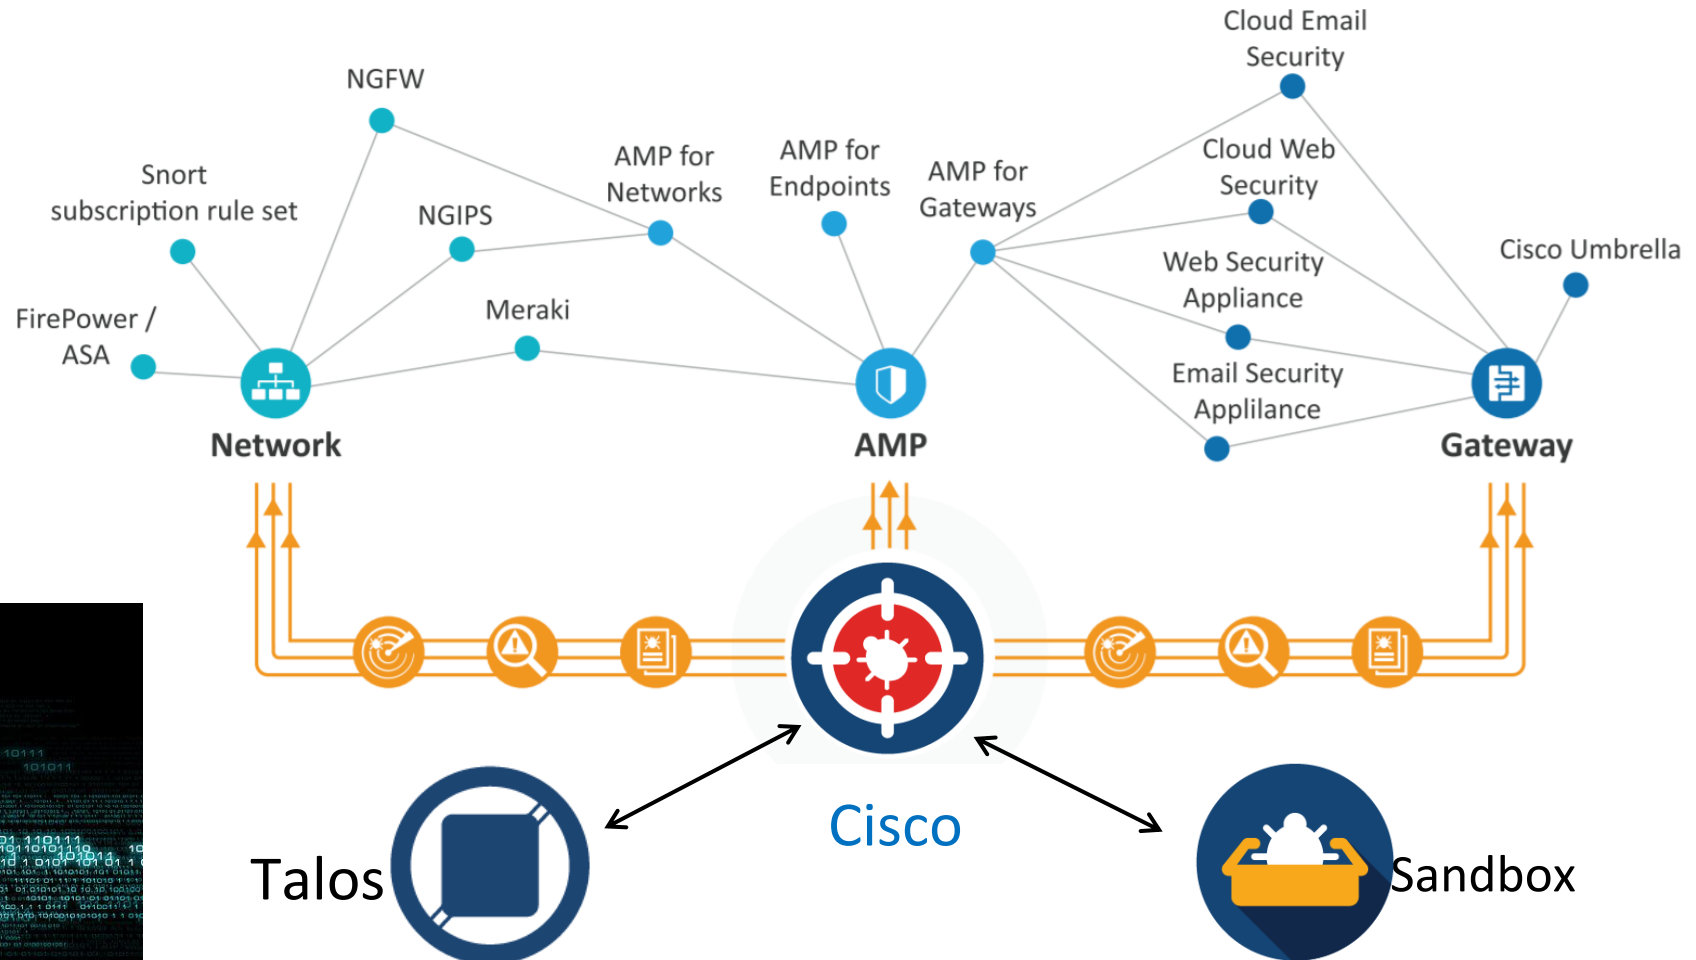 Cloud Email
Security
NGFW
AMP for
Networks
AMP for
Endpoints
AMP for
Gateways
Cloud Web
Security
Snort
subscription rule set
NGIPS
Cisco Umbrella
Web Security
Appliance
Meraki
FirePower /
ASA
Email Security
Applilance
Network
AMP
Gateway
Cisco
Talos
Sandbox
10111
101011